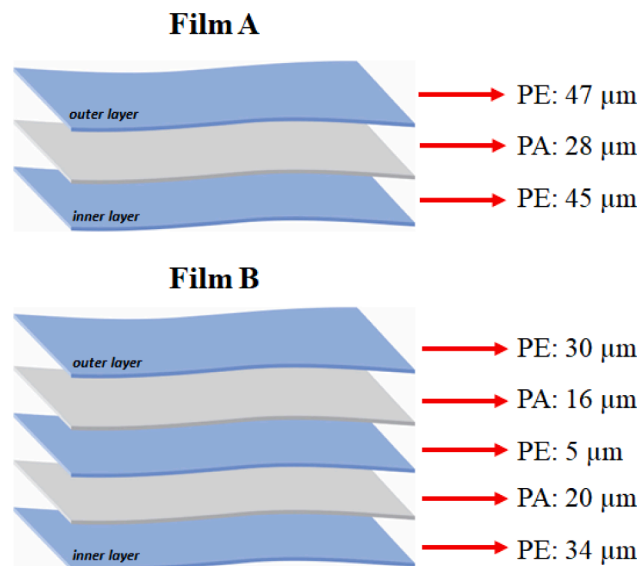 Film A
outer layer
PE: 47 µm
PA: 28 µm
inner layer
PE: 45 µm
Film B
outer layer
PE: 30 µm
PA: 16 µm
PE: 5 µm
PA: 20 µm
inner layer
PE: 34 µm